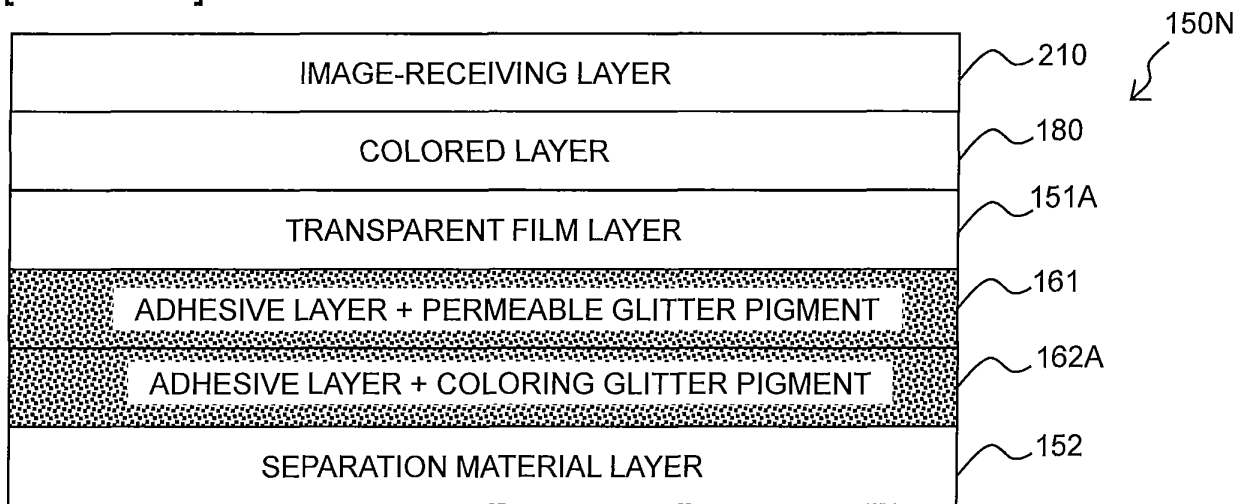 150N
IMAGE-RECEIVING LAYER 210
COLORED LAYER 180
TRANSPARENT FILM LAYER 151A
ADHESIVE LAYER + PERMEABLE GLITTER PIGMENT 161
ADHESIVE LAYER + COLORING GLITTER PIGMENT 162A
SEPARATION MATERIAL LAYER 152